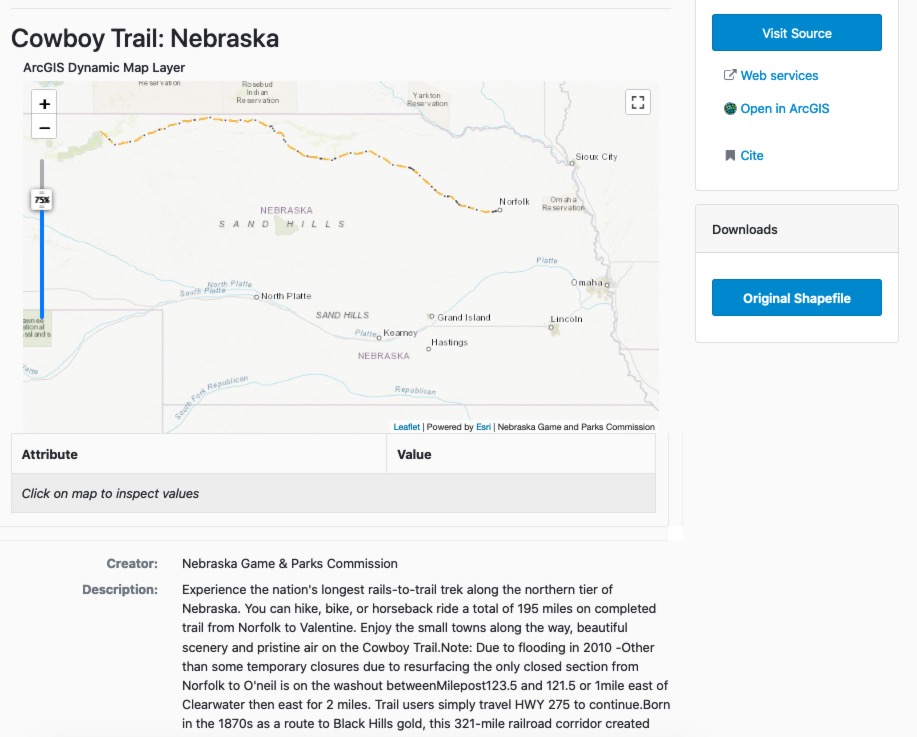 Cowboy Trail: Nebraska
ArcGIS Dynamic Map Layer
Reservation
Rosebud
Indian
Reservation
Yankton
Reservation
+
−
75%
Sioux City
Norfolk
Omaha
Reservation
NEBRASKA
SAND HILLS
Platte
North Platte
South Platte
North Platte
Omaha
SAND HILLS
Grand Island
Lincoln
Platte
Kearney
Hastings
NEBRASKA
South Fork Republican
Republican
Leaflet | Powered by Esri | Nebraska Game and Parks Commission
Attribute Value
Click on map to inspect values
Creator: Nebraska Game & Parks Commission
Description: Experience the nation's longest rails-to-trail trek along the northern tier of
Nebraska. You can hike, bike, or horseback ride a total of 195 miles on completed
trail from Norfolk to Valentine. Enjoy the small towns along the way, beautiful
scenery and pristine air on the Cowboy Trail.Note: Due to flooding in 2010 -Other
than some temporary closures due to resurfacing the only closed section from
Norfolk to O'neil is on the washout betweenMilepost123.5 and 121.5 or 1mile east of
Clearwater then east for 2 miles. Trail users simply travel HWY 275 to continue.Born
in the 1870s as a route to Black Hills gold, this 321-mile railroad corridor created
Visit Source
Web services
Open in ArcGIS
Cite
Downloads
Original Shapefile